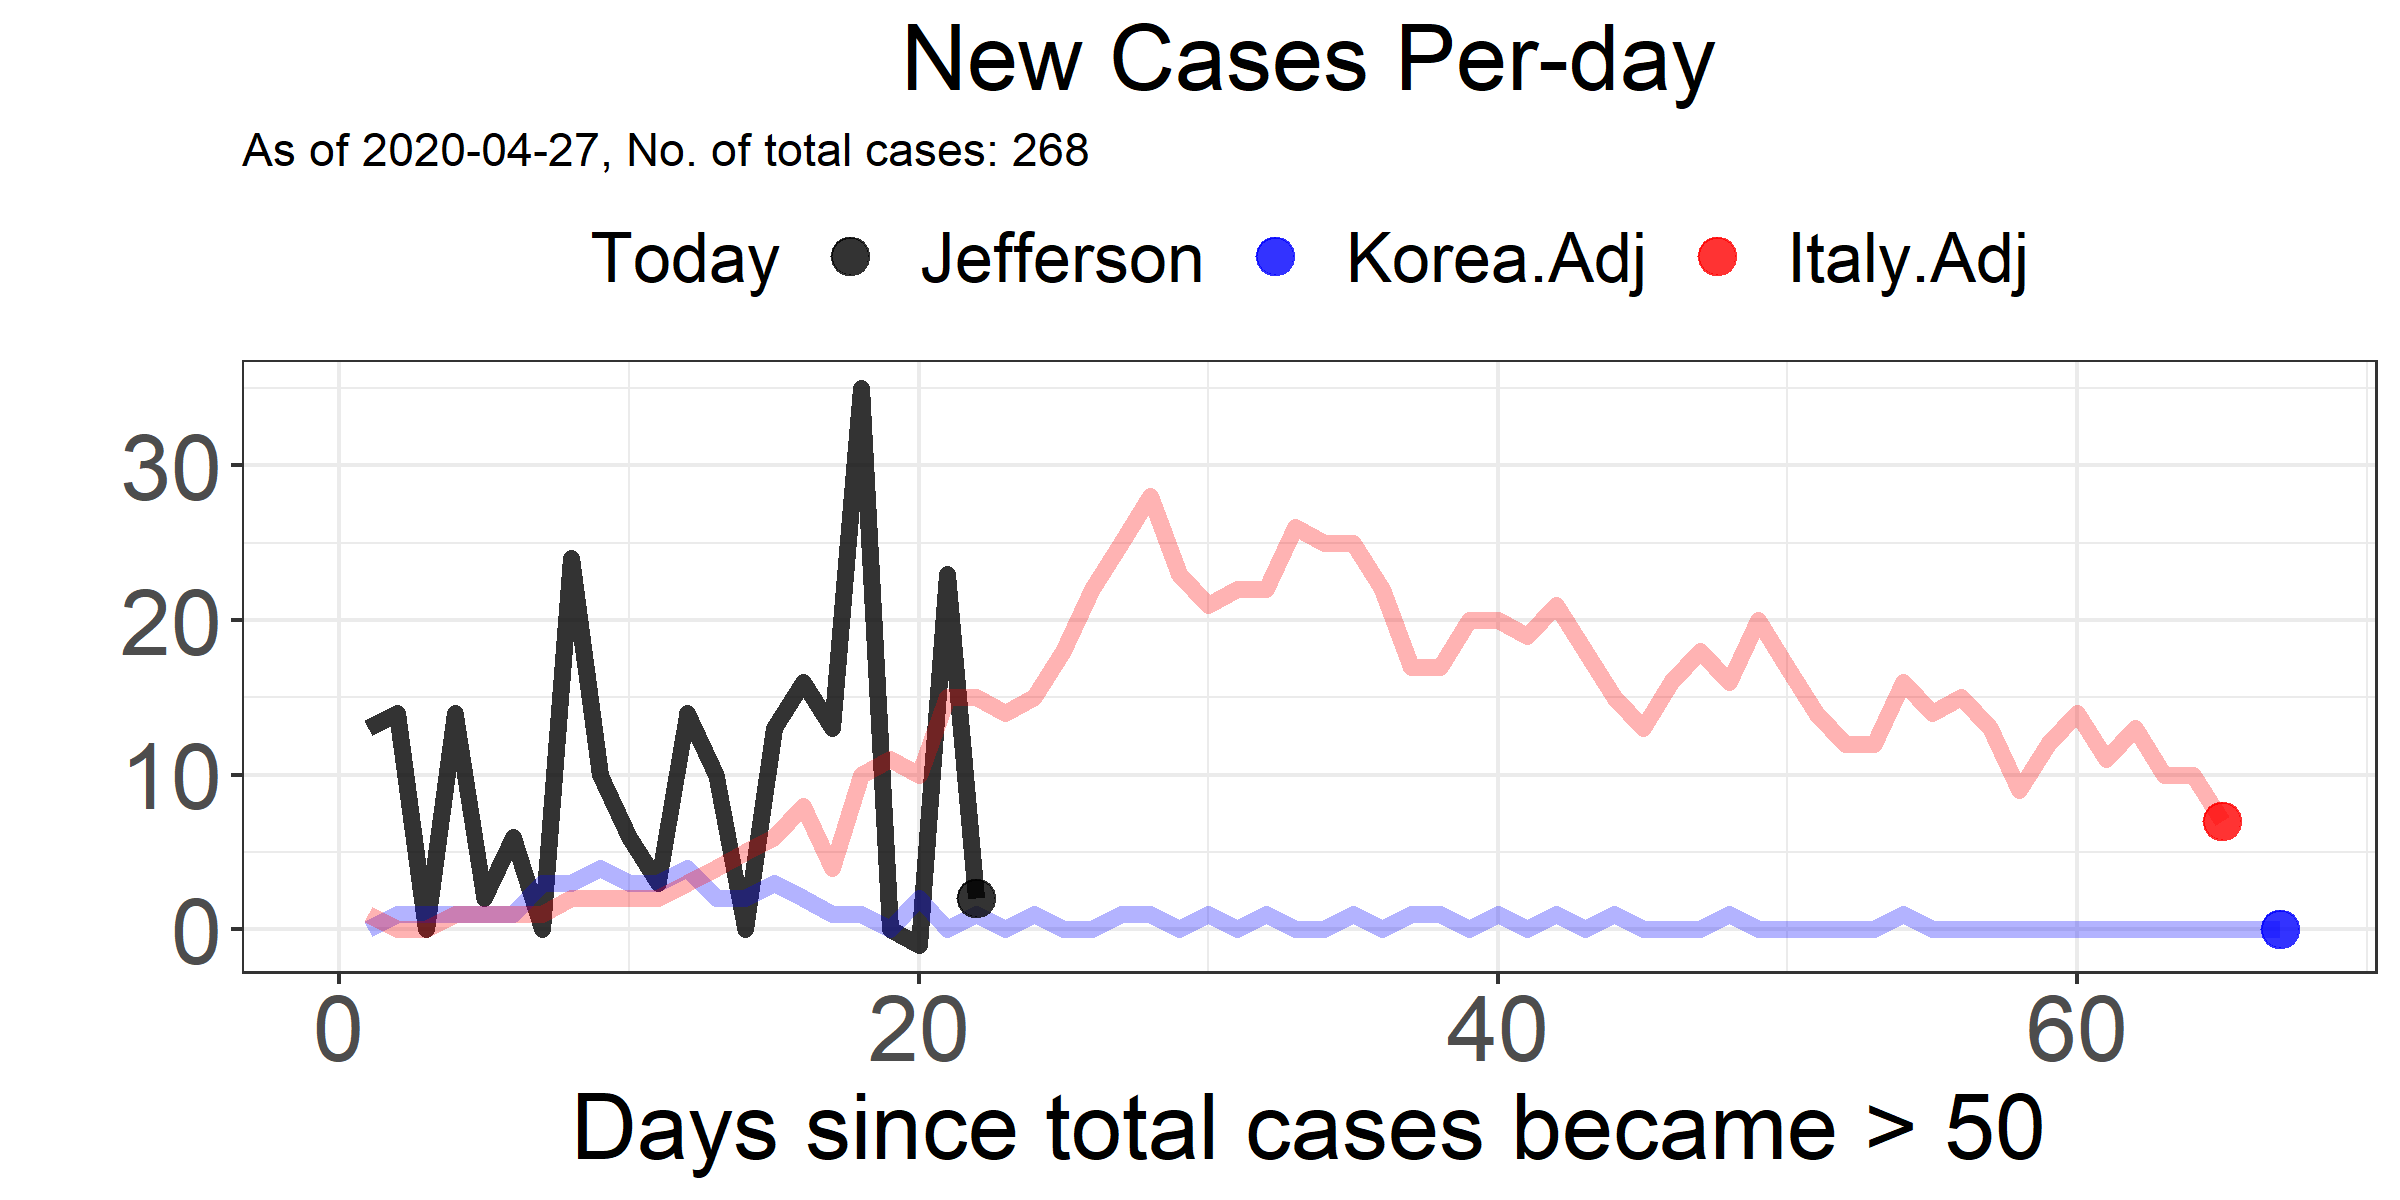 New Cases Per-day
As of 2020-04-27, No. of total cases: 268
Today Jefferson Korea.Adj Italy.Adj
30
20
10
0
0 20 40 60
Days since total cases became > 50